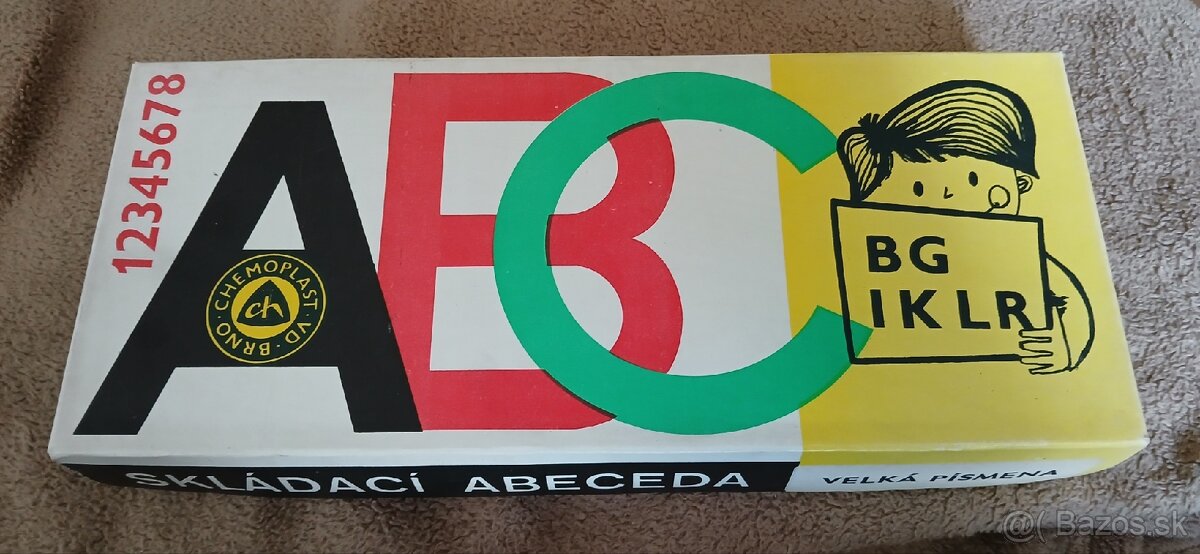 12345678
ABC
CHEMOPLAST · VD · BRNO ·
ch
BG
IKLR
SKLÁDACÍ ABECEDA
VELKÁ PÍSMENA
@( Bazos.sk